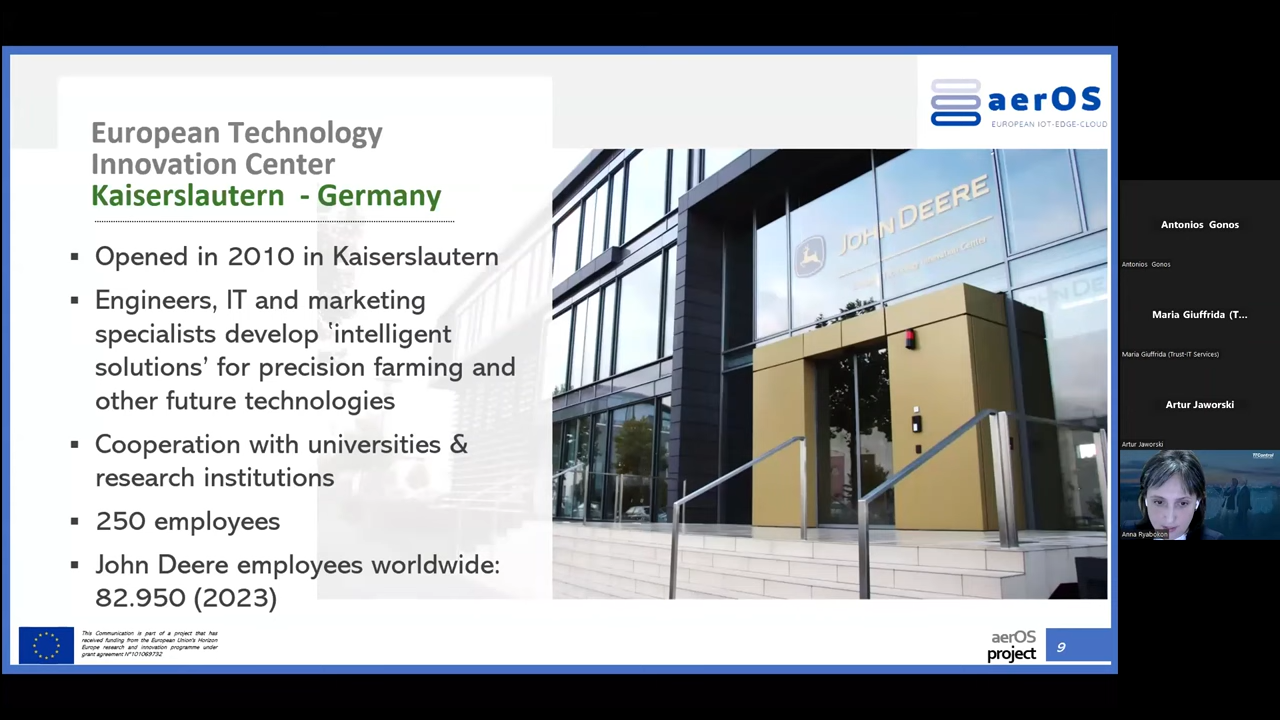 aerOS
EUROPEAN IOT-EDGE-CLOUD
European Technology
Innovation Center
Kaiserslautern - Germany
▪ Opened in 2010 in Kaiserslautern
▪ Engineers, IT and marketing
specialists develop ‘intelligent
solutions’ for precision farming and
other future technologies
▪ Cooperation with universities &
research institutions
▪ 250 employees
▪ John Deere employees worldwide:
82.950 (2023)
JOHN DEERE
This Communication is part of a project that has
received funding from the European Union's Horizon
Europe research and innovation programme under
grant agreement Nº101069732
aerOS
project
9
Antonios Gonos
Antonios Gonos
Maria Giuffrida (T...
Maria Giuffrida (Trust-IT Services)
Artur Jaworski
Artur Jaworski
Anna Ryabokon